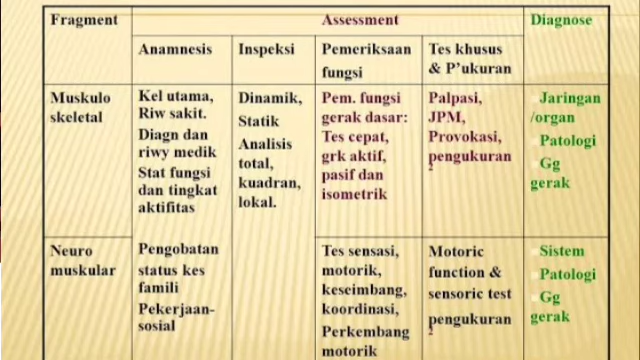 Fragment
Assessment
Diagnose
Anamnesis
Inspeksi
Pemeriksaan
fungsi
Tes khusus
& P'ukuran
Muskulo
skeletal
Kel utama,
Riw sakit.
Diagn dan
riwy medik
Stat fungsi
dan tingkat
aktifitas
Dinamik,
Statik
Analisis
total,
kuadran,
lokal.
Pem. fungsi
gerak dasar:
Tes cepat,
grk aktif,
pasif dan
isometrik
Palpasi,
JPM,
Provokasi,
pengukuran
2
Jaringan
/organ
Patologi
Gg
gerak
Neuro
muskular
Pengobatan
status kes
famili
Pekerjaan-
sosial
Tes sensasi,
motorik,
keseimbang,
koordinasi,
Perkembang
motorik
Motoric
function &
sensoric test
pengukuran
2
Sistem
Patologi
Gg
gerak